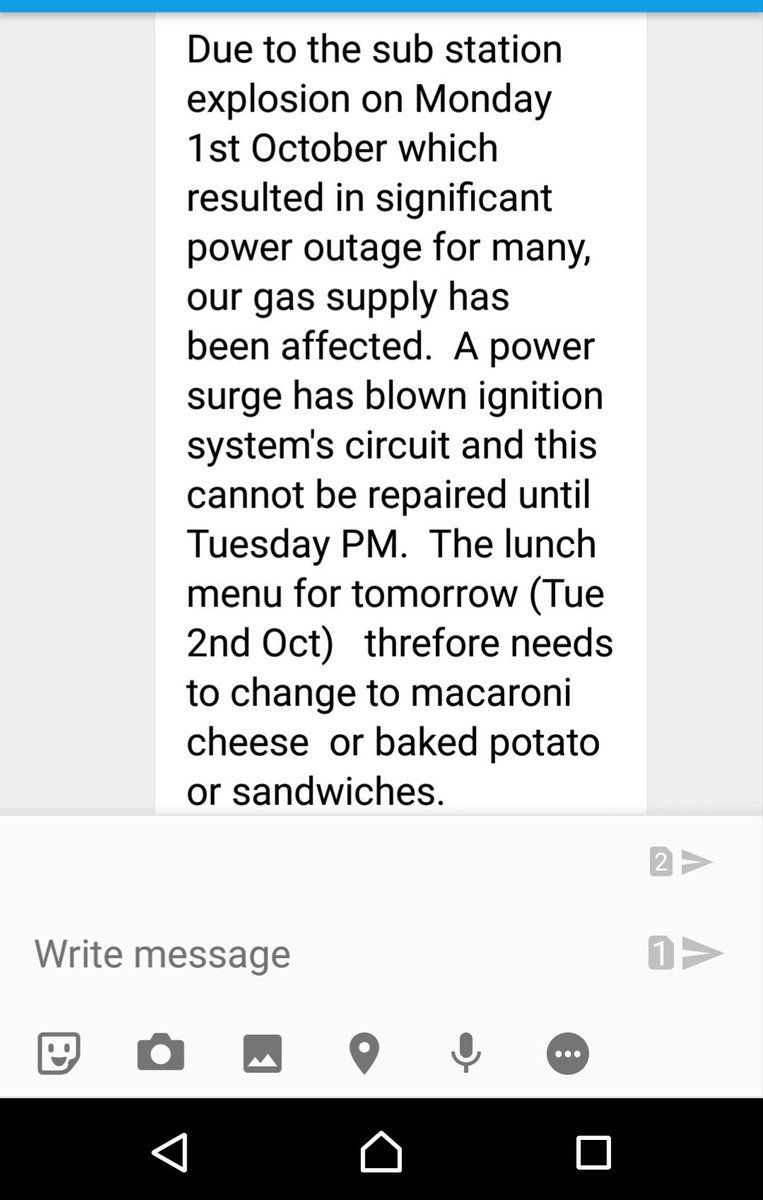 Due to the sub station
explosion on Monday
1st October which
resulted in significant
power outage for many,
our gas supply has
been affected.  A power
surge has blown ignition
system's circuit and this
cannot be repaired until
Tuesday PM.  The lunch
menu for tomorrow (Tue
2nd Oct)   threfore needs
to change to macaroni
cheese  or baked potato
or sandwiches.
2
Write message
1